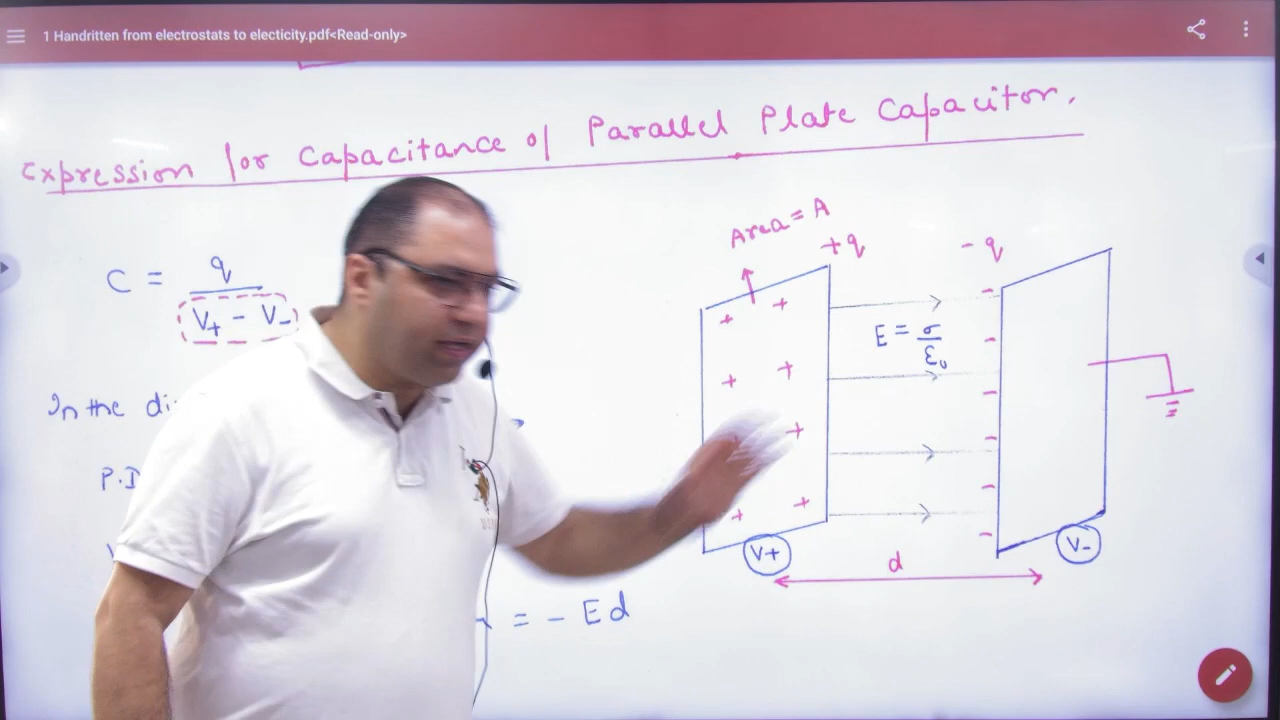 1 Handritten from electrostats to electicity.pdf<Read-only>
Expression for Capacitance of Parallel Plate Capacitor.
C = q
V+ - V-
In the
P.
= - Ed
Area = A
+q
- q
+ +
+ +
+
+ +
E = σ
ε₀
-
-
-
-
-
-
V+
V-
d